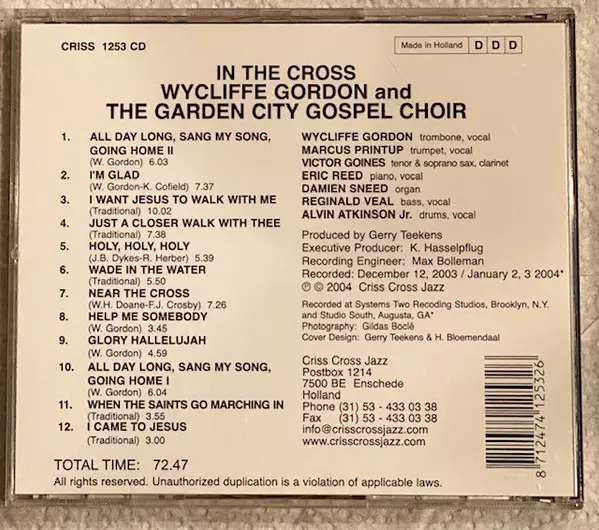 CRISS 1253 CD
Made in Holland D D D
IN THE CROSS
WYCLIFFE GORDON and
THE GARDEN CITY GOSPEL CHOIR
1. ALL DAY LONG, SANG MY SONG,
GOING HOME II
(W. Gordon) 6.03
2. I'M GLAD
(W. Gordon-K. Cofield) 7.37
3. I WANT JESUS TO WALK WITH ME
(Traditional) 10.02
4. JUST A CLOSER WALK WITH THEE
(Traditional) 7.38
5. HOLY, HOLY, HOLY
(J.B. Dykes-R. Herber) 5.39
6. WADE IN THE WATER
(Traditional) 5.50
7. NEAR THE CROSS
(W.H. Doane-F.J. Crosby) 7.26
8. HELP ME SOMEBODY
(W. Gordon) 3.45
9. GLORY HALLELUJAH
(W. Gordon) 4.59
10. ALL DAY LONG, SANG MY SONG,
GOING HOME I
(W. Gordon) 6.04
11. WHEN THE SAINTS GO MARCHING IN
(Traditional) 3.55
12. I CAME TO JESUS
(Traditional) 3.00
TOTAL TIME: 72.47
WYCLIFFE GORDON trombone, vocal
MARCUS PRINTUP trumpet, vocal
VICTOR GOINES tenor & soprano sax, clarinet
ERIC REED piano, vocal
DAMIEN SNEED organ
REGINALD VEAL bass, vocal
ALVIN ATKINSON Jr. drums, vocal
Produced by Gerry Teekens
Executive Producer: K. Hasselpflug
Recording Engineer: Max Bolleman
Recorded: December 12, 2003 / January 2, 3 2004*
℗ © 2004 Criss Cross Jazz
Recorded at Systems Two Recoding Studios, Brooklyn, N.Y.
and Studio South, Augusta, GA*
Photography: Gildas Boclé
Cover Design: Gerry Teekens & H. Bloemendaal
Criss Cross Jazz
Postbox 1214
7500 BE Enschede
Holland
Phone (31) 53 - 433 03 38
Fax (31) 53 - 433 03 38
info@crisscrossjazz.com
www.crisscrossjazz.com
8 712474 125326
All rights reserved. Unauthorized duplication is a violation of applicable laws.